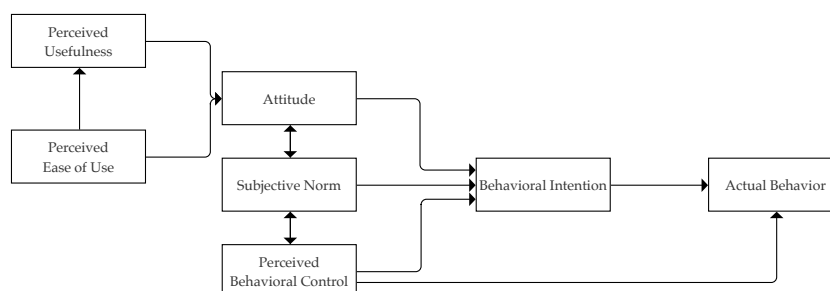 Perceived
Usefulness
Attitude
Perceived
Ease of Use
Subjective Norm
Behavioral Intention
Actual Behavior
Perceived
Behavioral Control